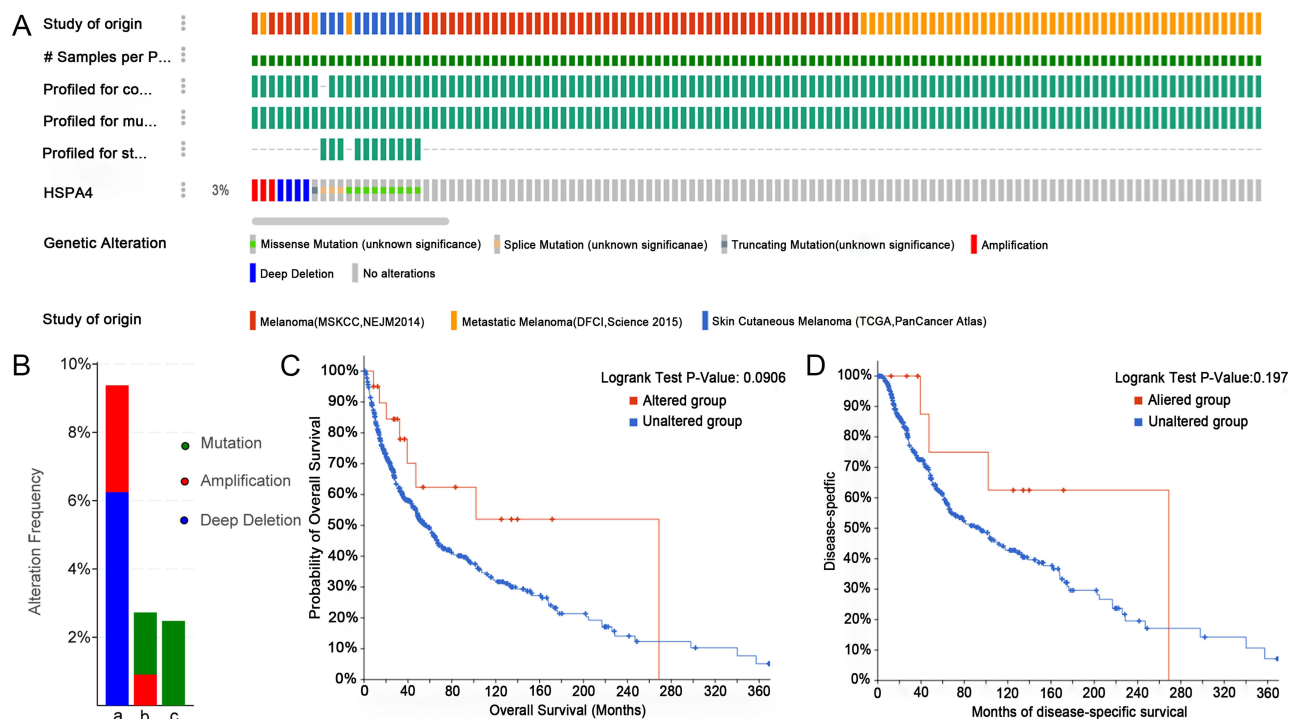 A
Study of origin
# Samples per P...
Profiled for co...
Profiled for mu...
Profiled for st...
HSPA4 3%
Genetic Alteration
Missense Mutation (unknown significance) Splice Mutation (unknown significanae) Truncating Mutation(unknown significance) Amplification
Deep Deletion No alterations
Study of origin Melanoma(MSKCC,NEJM2014) Metastatic Melanoma(DFCI,Science 2015) Skin Cutaneous Melanoma (TCGA,PanCancer Atlas)
B
10%
8%
6%
4%
2%
Alteration Frequency
Mutation
Amplification
Deep Deletion
a b c
C
Logrank Test P-Value: 0.0906
Altered group
Unaltered group
Probability of Overall Survival
100%
90%
80%
70%
60%
50%
40%
30%
20%
10%
0%
0 40 80 120 160 200 240 280 320 360
Overall Survival (Months)
D
Logrank Test P-Value:0.197
Aliered group
Unaltered group
Disease-spedfic
100%
90%
80%
70%
60%
50%
40%
30%
20%
10%
0%
0 40 80 120 160 200 240 280 320 360
Months of disease-specific survival